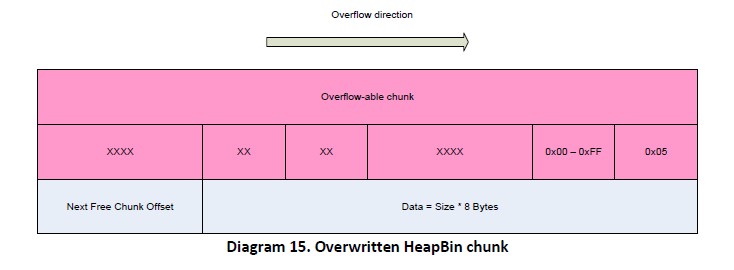 Overflow direction
Overflow-able chunk
XXXX XX XX XXXX 0x00 – 0xFF 0x05
Next Free Chunk Offset Data = Size * 8 Bytes
Diagram 15. Overwritten HeapBin chunk